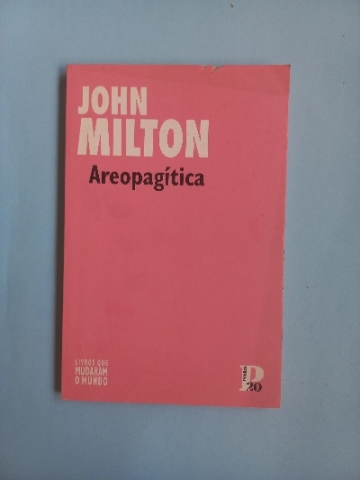 JOHN
MILTON
Areopagítica
LIVROS QUE
MUDARAM
O MUNDO
P
20